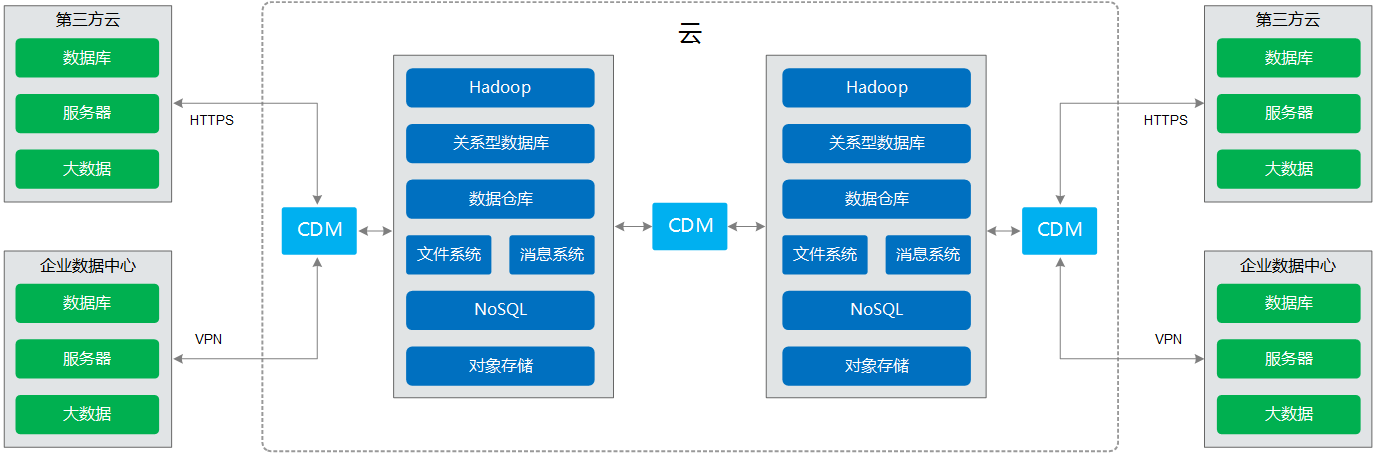 云
第三方云
数据库
服务器
大数据
HTTPS
企业数据中心
数据库
服务器
大数据
VPN
CDM
Hadoop
关系型数据库
数据仓库
文件系统 消息系统
NoSQL
对象存储
CDM
Hadoop
关系型数据库
数据仓库
文件系统 消息系统
NoSQL
对象存储
CDM
第三方云
数据库
服务器
大数据
HTTPS
企业数据中心
数据库
服务器
大数据
VPN